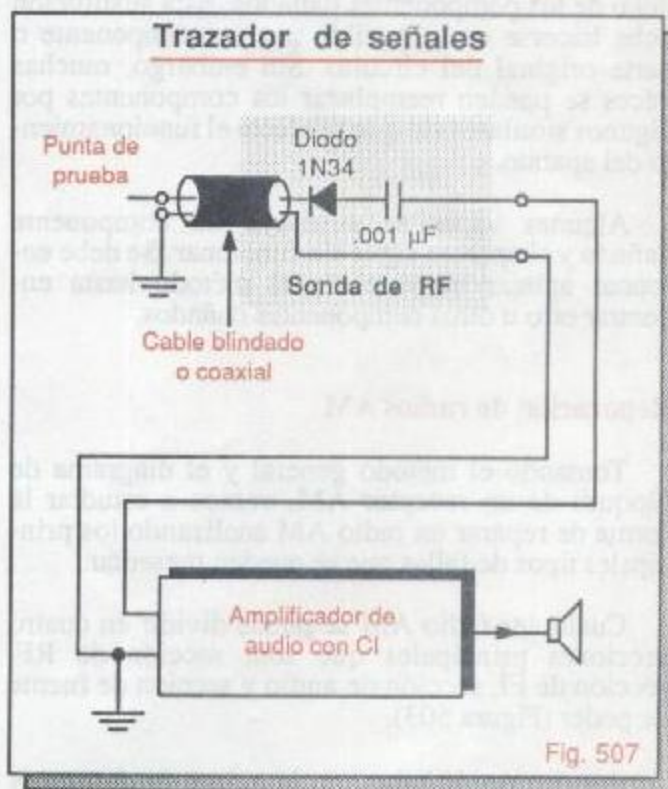 Trazador de señales
Punta de
prueba
Diodo
1N34
.001 µF
Sonda de RF
Cable blindado
o coaxial
Amplificador de
audio con CI
Fig. 507